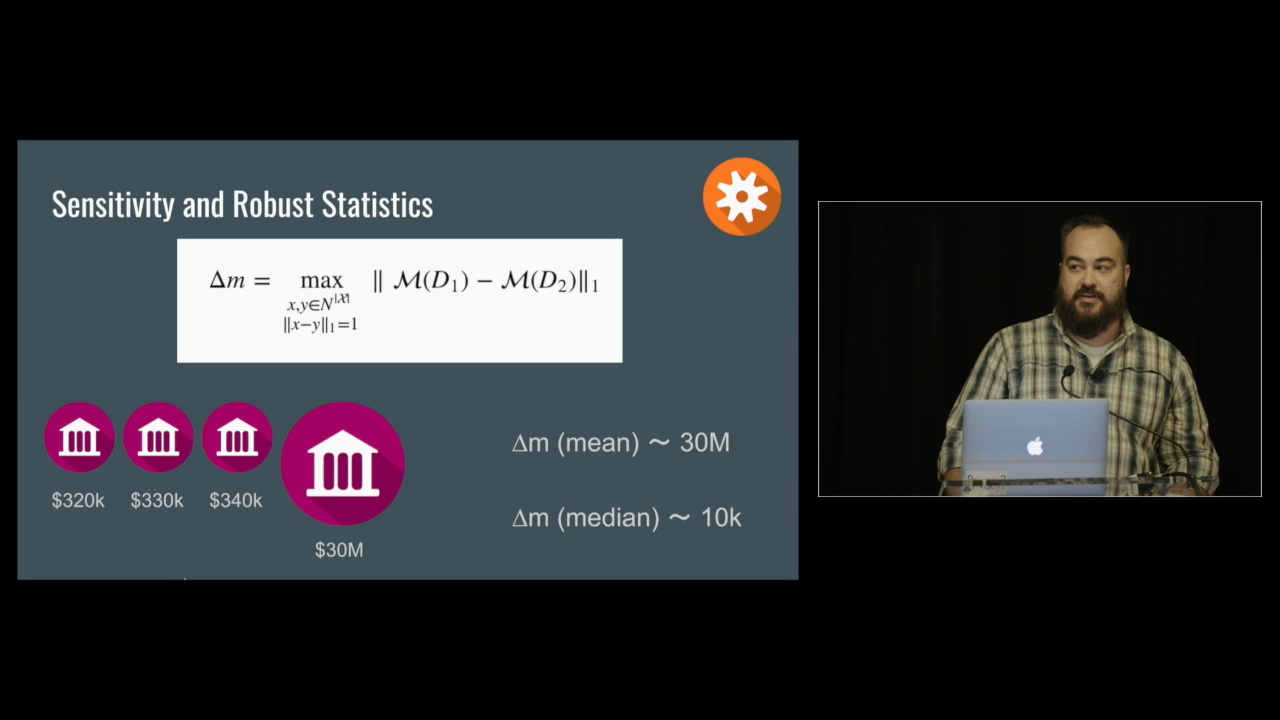 Sensitivity and Robust Statistics
Δm = max ‖ ℳ(D₁) − ℳ(D₂)‖₁
x,y∈N^|𝒳|
‖x−y‖₁=1
$320k $330k $340k
$30M
Δm (mean) ~ 30M
Δm (median) ~ 10k